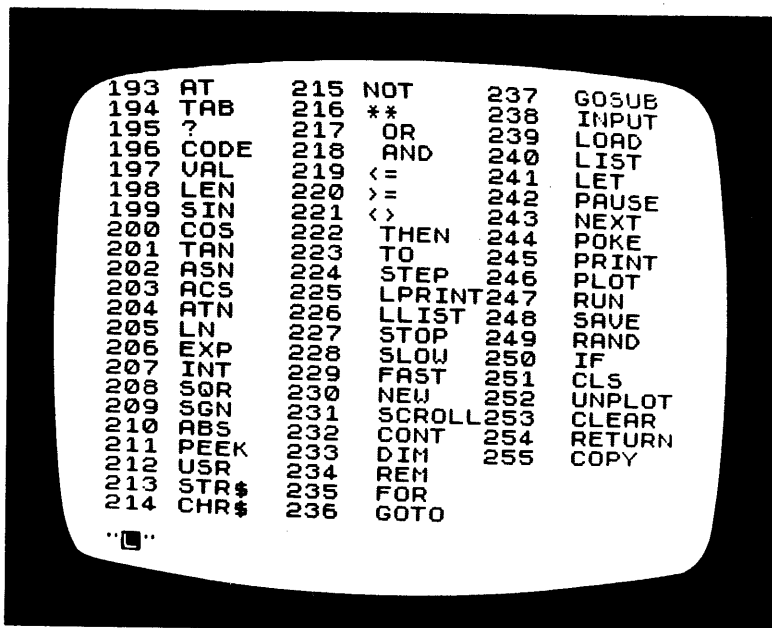 193 AT 215 NOT 237 GOSUB
194 TAB 216 ** 238 INPUT
195 ? 217 OR 239 LOAD
196 CODE 218 AND 240 LIST
197 VAL 219 <= 241 LET
198 LEN 220 >= 242 PAUSE
199 SIN 221 <> 243 NEXT
200 COS 222 THEN 244 POKE
201 TAN 223 TO 245 PRINT
202 ASN 224 STEP 246 PLOT
203 ACS 225 LPRINT 247 RUN
204 ATN 226 LLIST 248 SAVE
205 LN 227 STOP 249 RAND
206 EXP 228 SLOW 250 IF
207 INT 229 FAST 251 CLS
208 SQR 230 NEW 252 UNPLOT
209 SGN 231 SCROLL 253 CLEAR
210 ABS 232 CONT 254 RETURN
211 PEEK 233 DIM 255 COPY
212 USR 234 REM
213 STR$ 235 FOR
214 CHR$ 236 GOTO
"L"